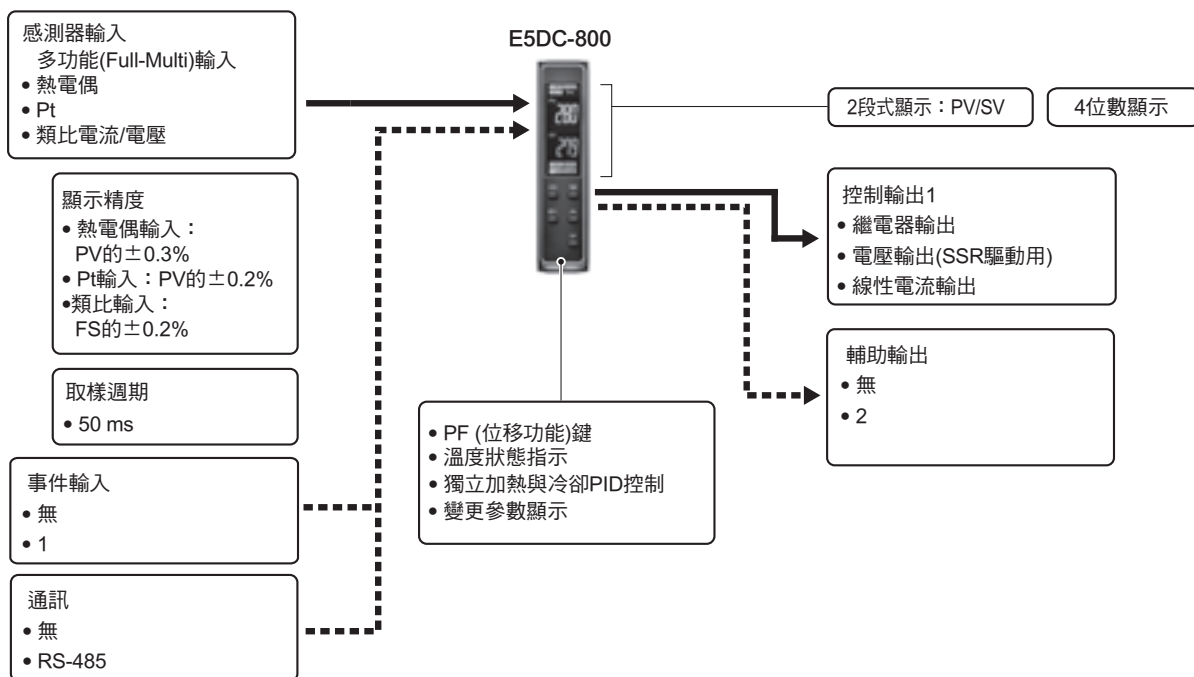 感測器輸入
多功能(Full-Multi)輸入
• 熱電偶
• Pt
• 類比電流/電壓
顯示精度
• 熱電偶輸入：
PV的±0.3%
• Pt輸入：PV的±0.2%
•類比輸入：
FS的±0.2%
取樣週期
• 50 ms
事件輸入
• 無
• 1
通訊
• 無
• RS-485
E5DC-800
• PF (位移功能)鍵
• 溫度狀態指示
• 獨立加熱與冷卻PID控制
• 變更參數顯示
2段式顯示：PV/SV
4位數顯示
控制輸出1
• 繼電器輸出
• 電壓輸出(SSR驅動用)
• 線性電流輸出
輔助輸出
• 無
• 2